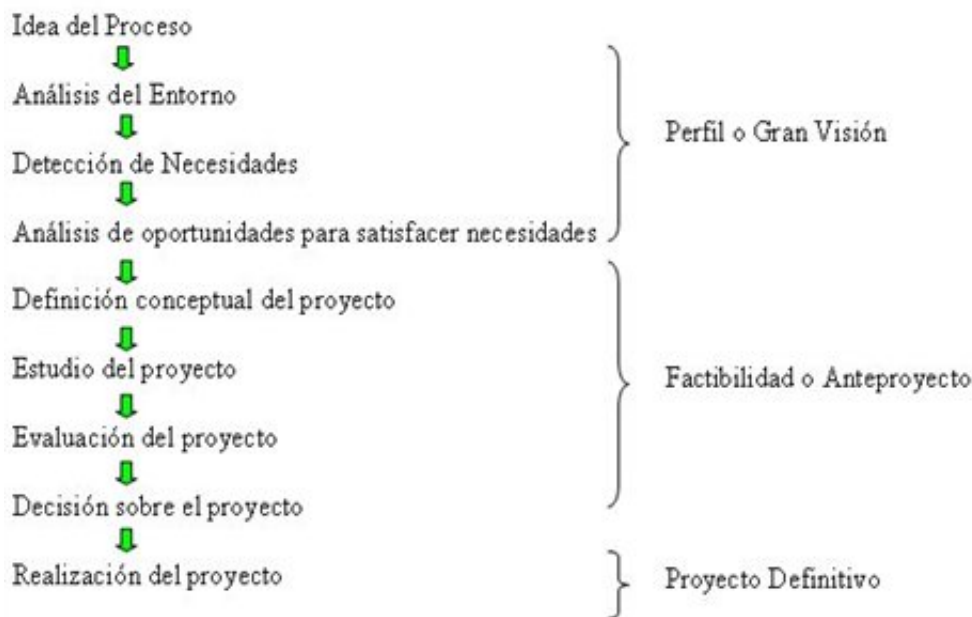 Idea del Proceso
Análisis del Entorno
Detección de Necesidades
Análisis de oportunidades para satisfacer necesidades
Perfil o Gran Visión
Definición conceptual del proyecto
Estudio del proyecto
Evaluación del proyecto
Decisión sobre el proyecto
Factibilidad o Anteproyecto
Realización del proyecto
Proyecto Definitivo